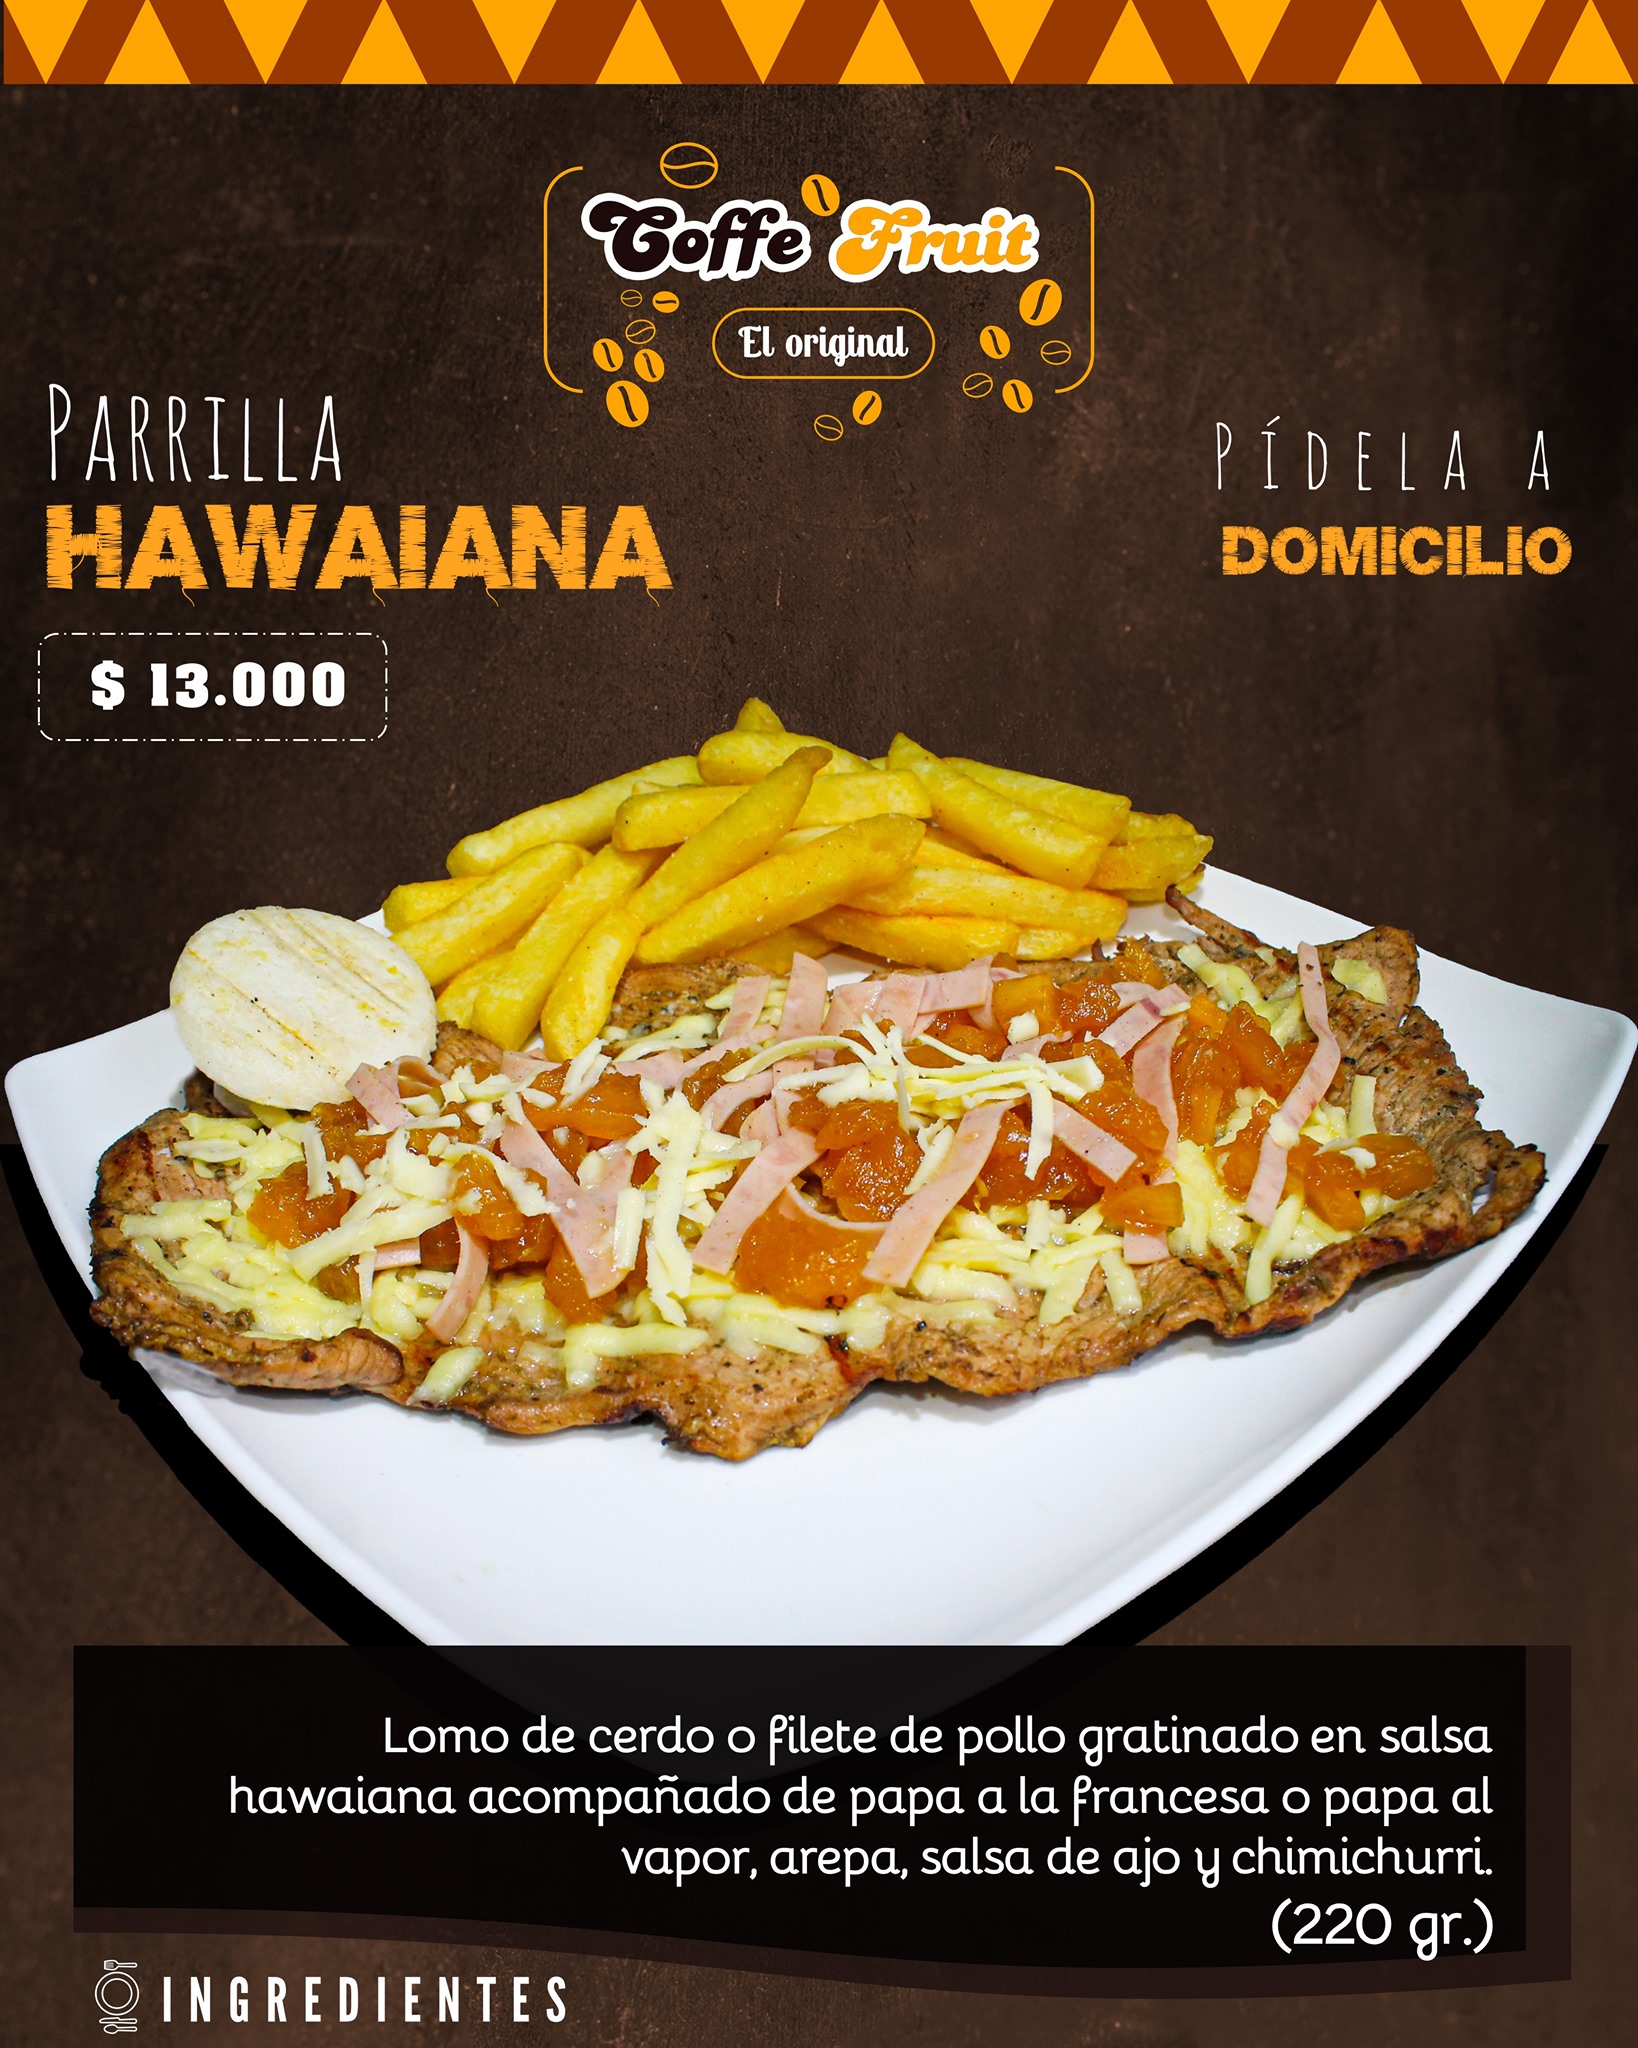 Coffe Fruit
El original
PARRILLA
HAWAIANA
$ 13.000
PÍDELA A
DOMICILIO
Lomo de cerdo o filete de pollo gratinado en salsa
hawaiana acompañado de papa a la francesa o papa al
vapor, arepa, salsa de ajo y chimichurri.
(220 gr.)
INGREDIENTES